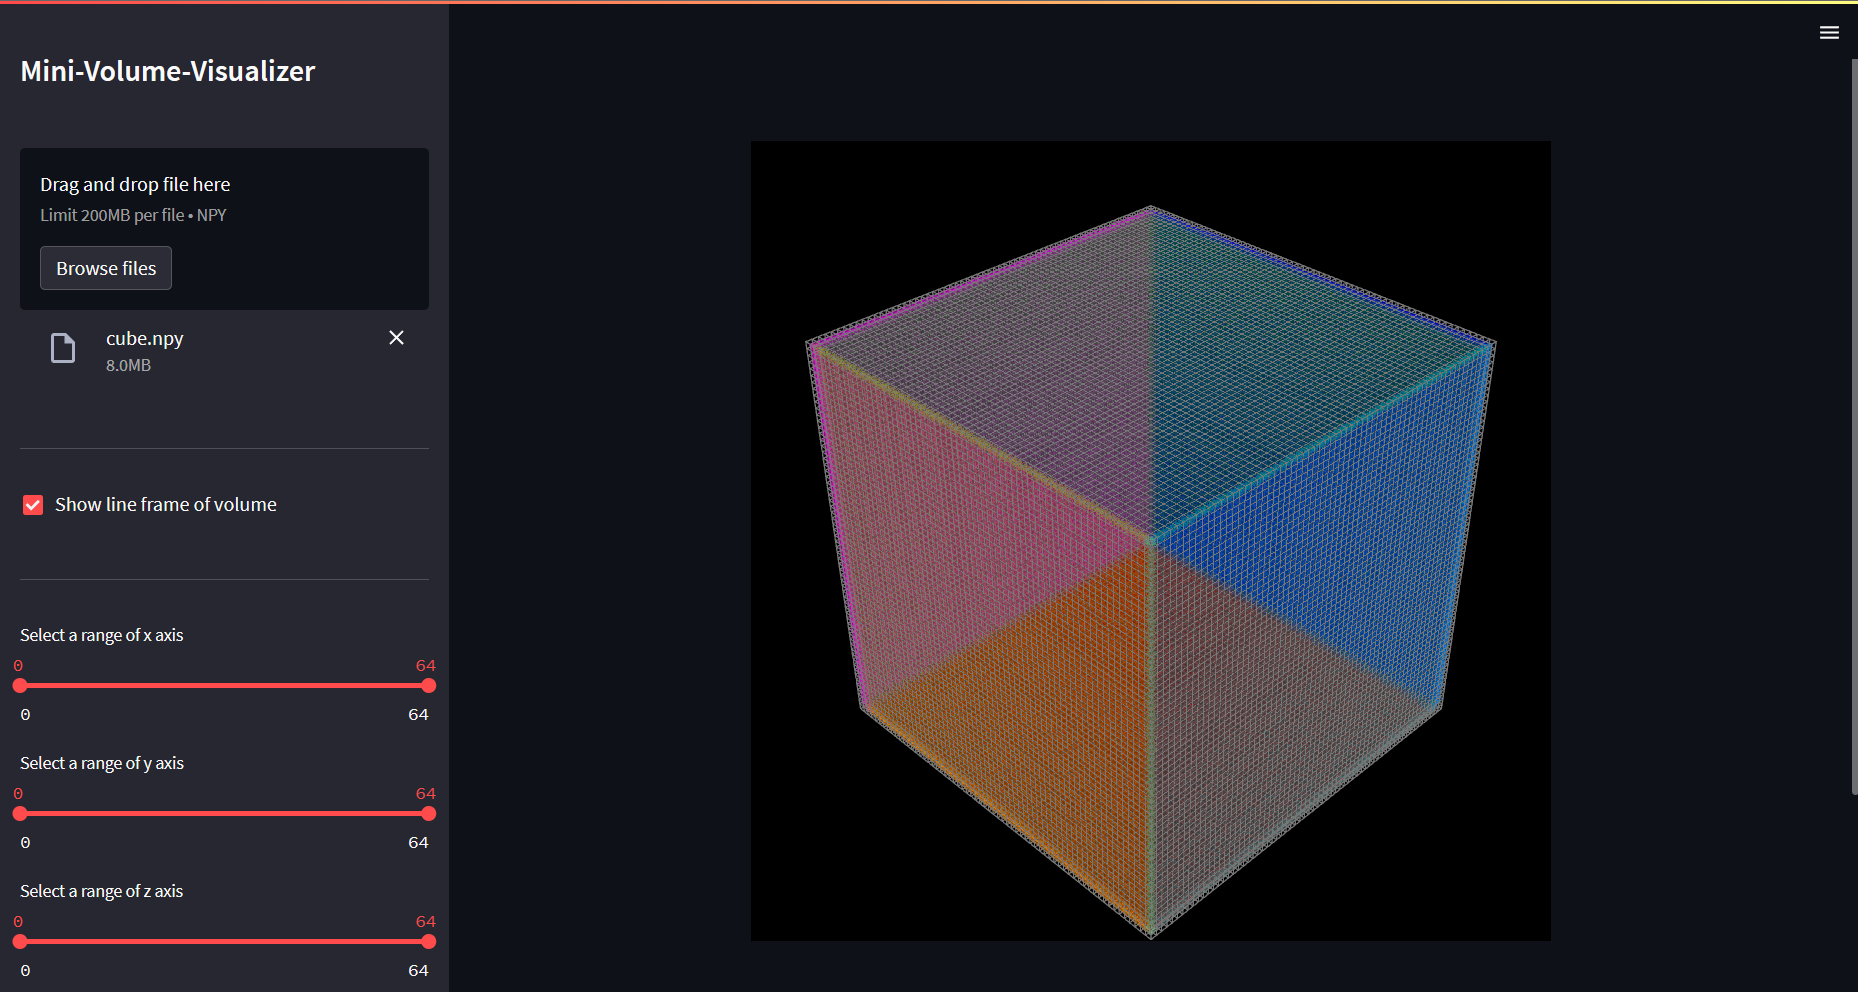 Mini-Volume-Visualizer
Drag and drop file here
Limit 200MB per file • NPY
Browse files
cube.npy
8.0MB
Show line frame of volume
Select a range of x axis
0 64
0 64
Select a range of y axis
0 64
0 64
Select a range of z axis
0 64
0 64